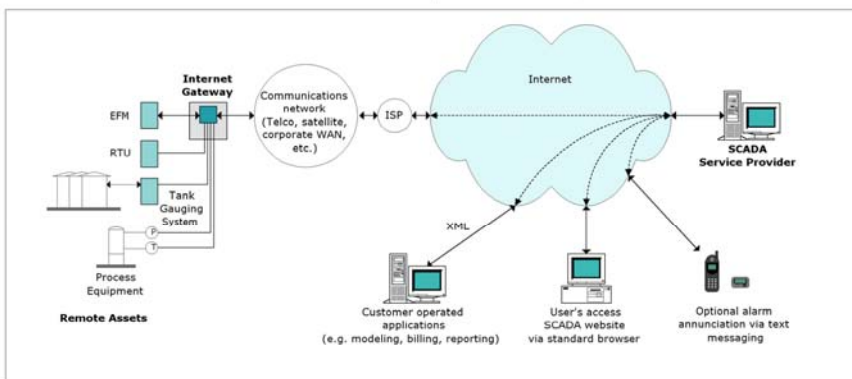 Internet
Gateway
EFM
RTU
Tank
Gauging
System
P
T
Process
Equipment
Remote Assets
Communications
network
(Telco, satellite,
corporate WAN,
etc.)
ISP
Internet
SCADA
Service Provider
XML
Customer operated
applications
(e.g. modeling, billing, reporting)
User's access
SCADA website
via standard browser
Optional alarm
annunciation via text
messaging